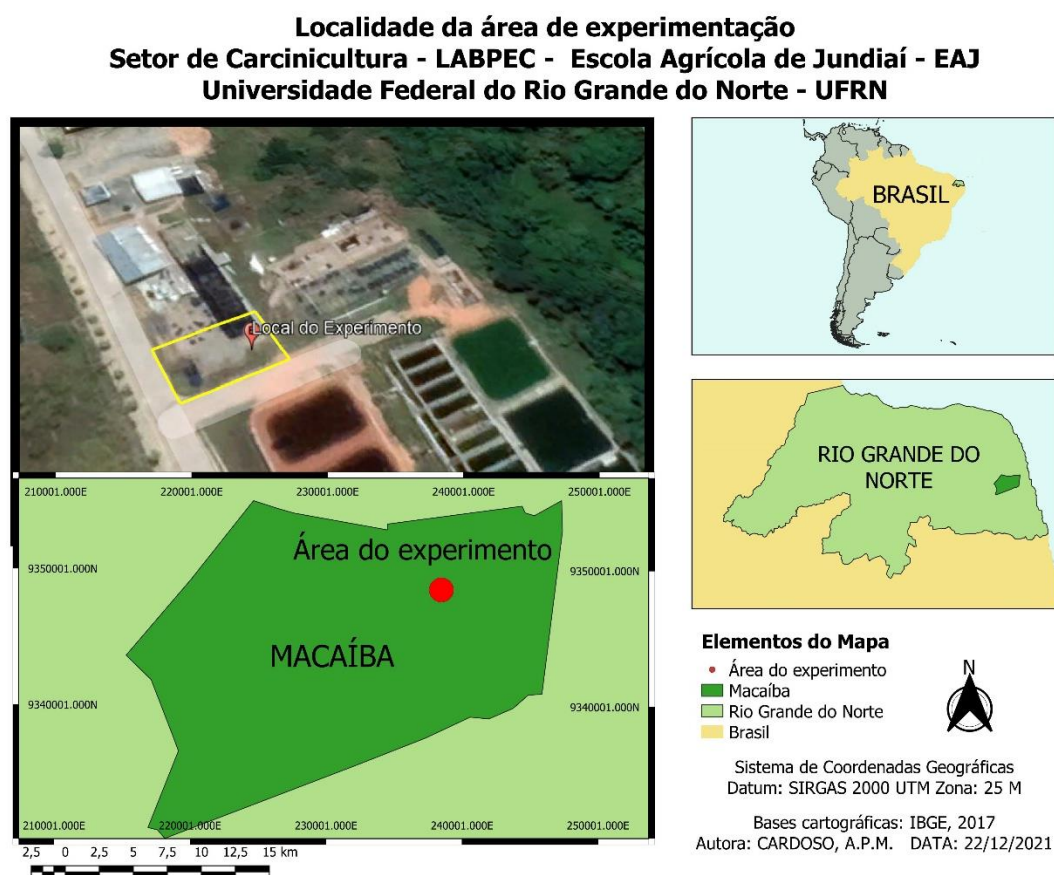 Localidade da área de experimentação
Setor de Carcinicultura - LABPEC - Escola Agrícola de Jundiaí - EAJ
Universidade Federal do Rio Grande do Norte - UFRN
Local do Experimento
BRASIL
RIO GRANDE DO
NORTE
210001.000E 220001.000E 230001.000E 240001.000E 250001.000E
Área do experimento
9350001.000N 9350001.000N
MACAÍBA
9340001.000N 9340001.000N
210001.000E 220001.000E 230001.000E 240001.000E 250001.000E
2,5 0 2,5 5 7,5 10 12,5 15 km
Elementos do Mapa
Área do experimento
Macaíba
Rio Grande do Norte
Brasil
N
Sistema de Coordenadas Geográficas
Datum: SIRGAS 2000 UTM Zona: 25 M
Bases cartográficas: IBGE, 2017
Autora: CARDOSO, A.P.M. DATA: 22/12/2021